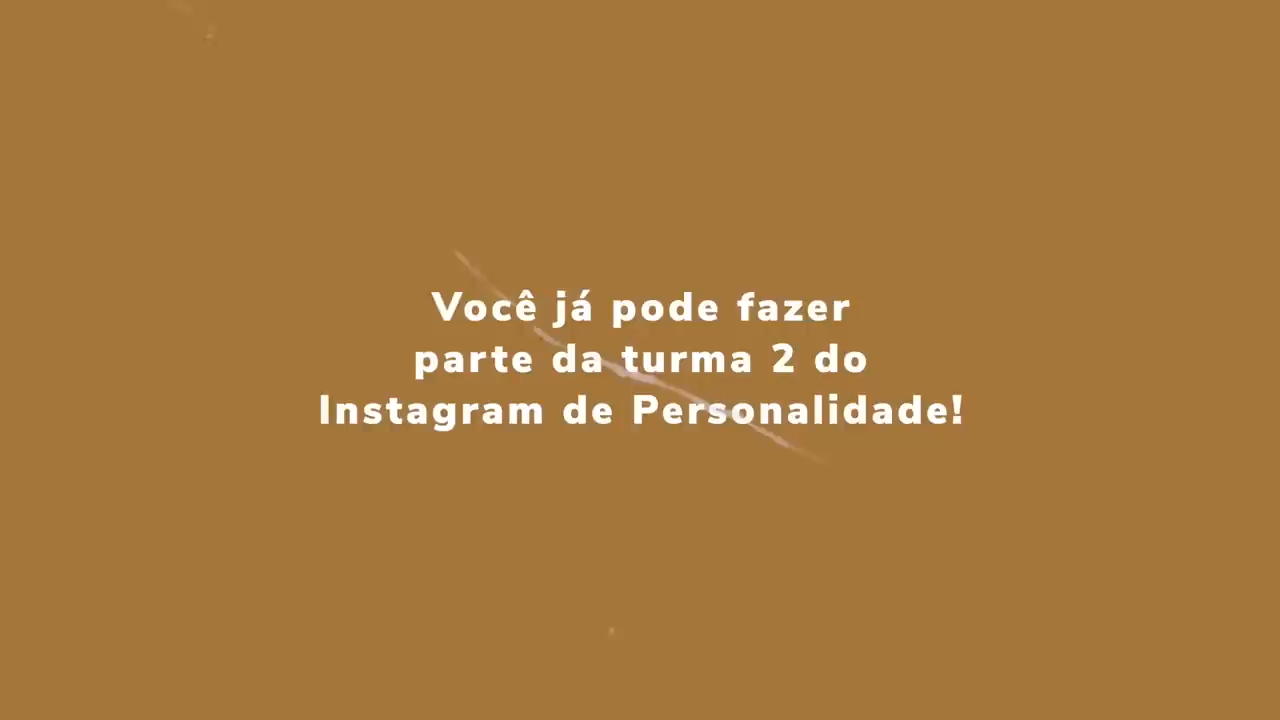 Você já pode fazer
parte da turma 2 do
Instagram de Personalidade!